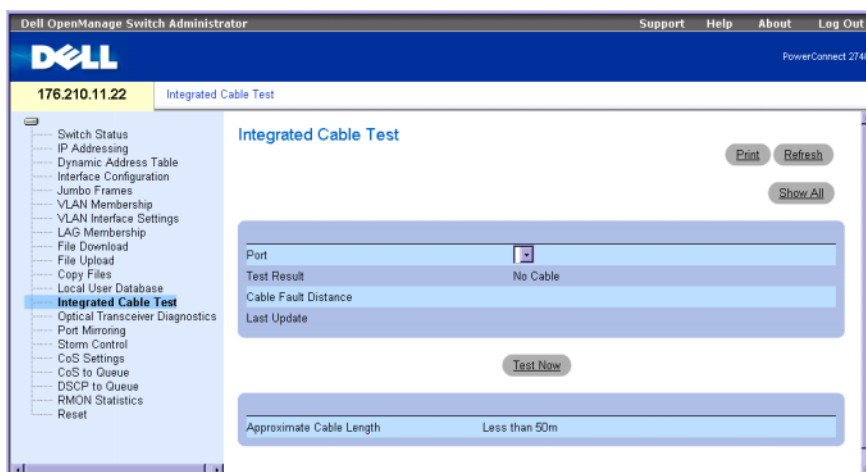 Dell OpenManage Switch Administrator
Support Help About Log Out
DELL
PowerConnect 2748
176.210.11.22
Integrated Cable Test
Switch Status
IP Addressing
Dynamic Address Table
Interface Configuration
Jumbo Frames
VLAN Membership
VLAN Interface Settings
LAG Membership
File Download
File Upload
Copy Files
Local User Database
Integrated Cable Test
Optical Transceiver Diagnostics
Port Mirroring
Storm Control
CoS Settings
CoS to Queue
DSCP to Queue
RMON Statistics
Reset
Integrated Cable Test
Print Refresh
Show All
Port
Test Result No Cable
Cable Fault Distance
Last Update
Test Now
Approximate Cable Length Less than 50m